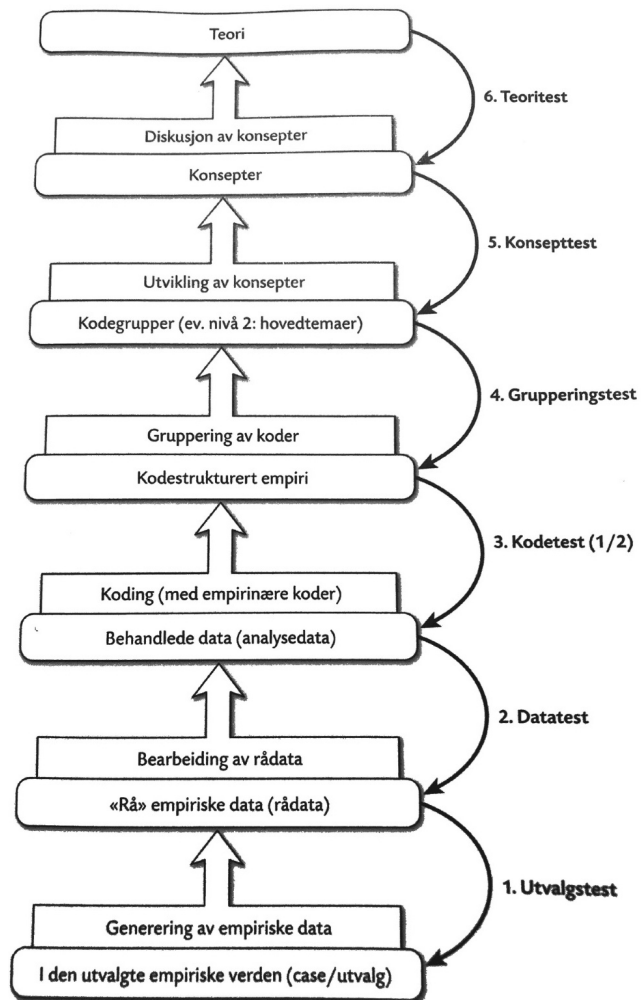 Teori
6. Teoritest
Diskusjon av konsepter
Konsepter
5. Konsepttest
Utvikling av konsepter
Kodegrupper (ev. nivå 2: hovedtemaer)
4. Grupperingstest
Gruppering av koder
Kodestrukturert empiri
3. Kodetest (1/2)
Koding (med empirinære koder)
Behandlede data (analysedata)
2. Datatest
Bearbeiding av rådata
«Rå» empiriske data (rådata)
1. Utvalgstest
Generering av empiriske data
I den utvalgte empiriske verden (case/utvalg)